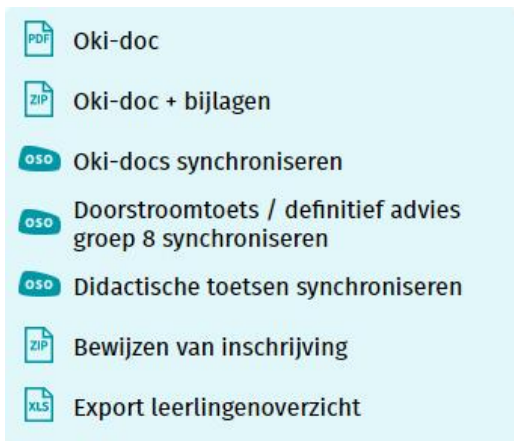 PDF Oki-doc
ZIP Oki-doc + bijlagen
oso Oki-docs synchroniseren
oso Doorstroomtoets / definitief advies
groep 8 synchroniseren
oso Didactische toetsen synchroniseren
ZIP Bewijzen van inschrijving
XLS Export leerlingenoverzicht